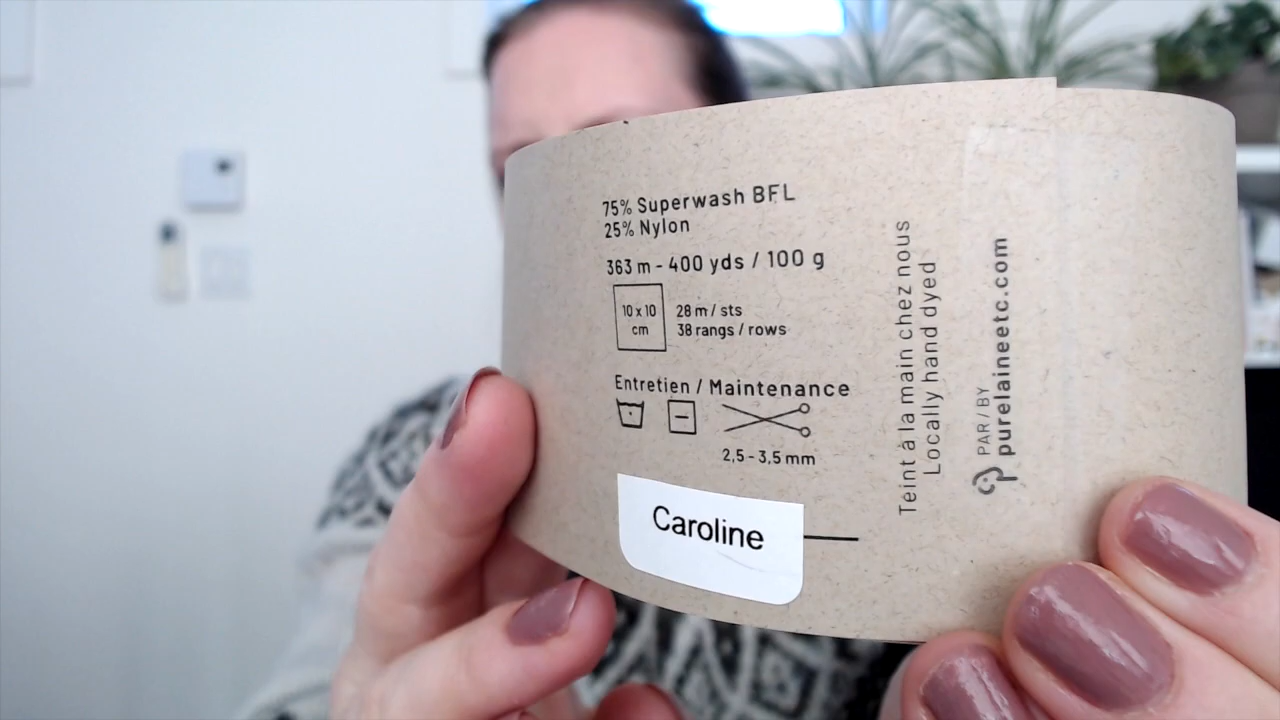 75% Superwash BFL
25% Nylon
363 m - 400 yds / 100 g
10 x 10
cm
28 m / sts
38 rangs / rows
Entretien / Maintenance
2,5 - 3,5 mm
Caroline
Teint à la main chez nous
Locally hand dyed
PAR / BY
purelaineetc.com